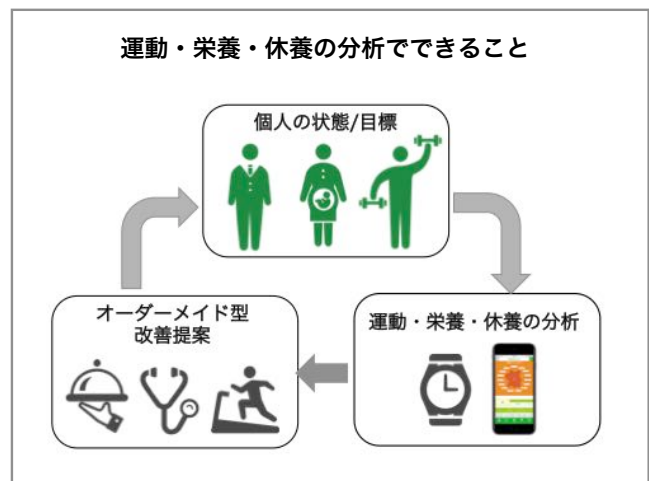 運動・栄養・休養の分析でできること
個人の状態/目標
オーダーメイド型
改善提案
運動・栄養・休養の分析